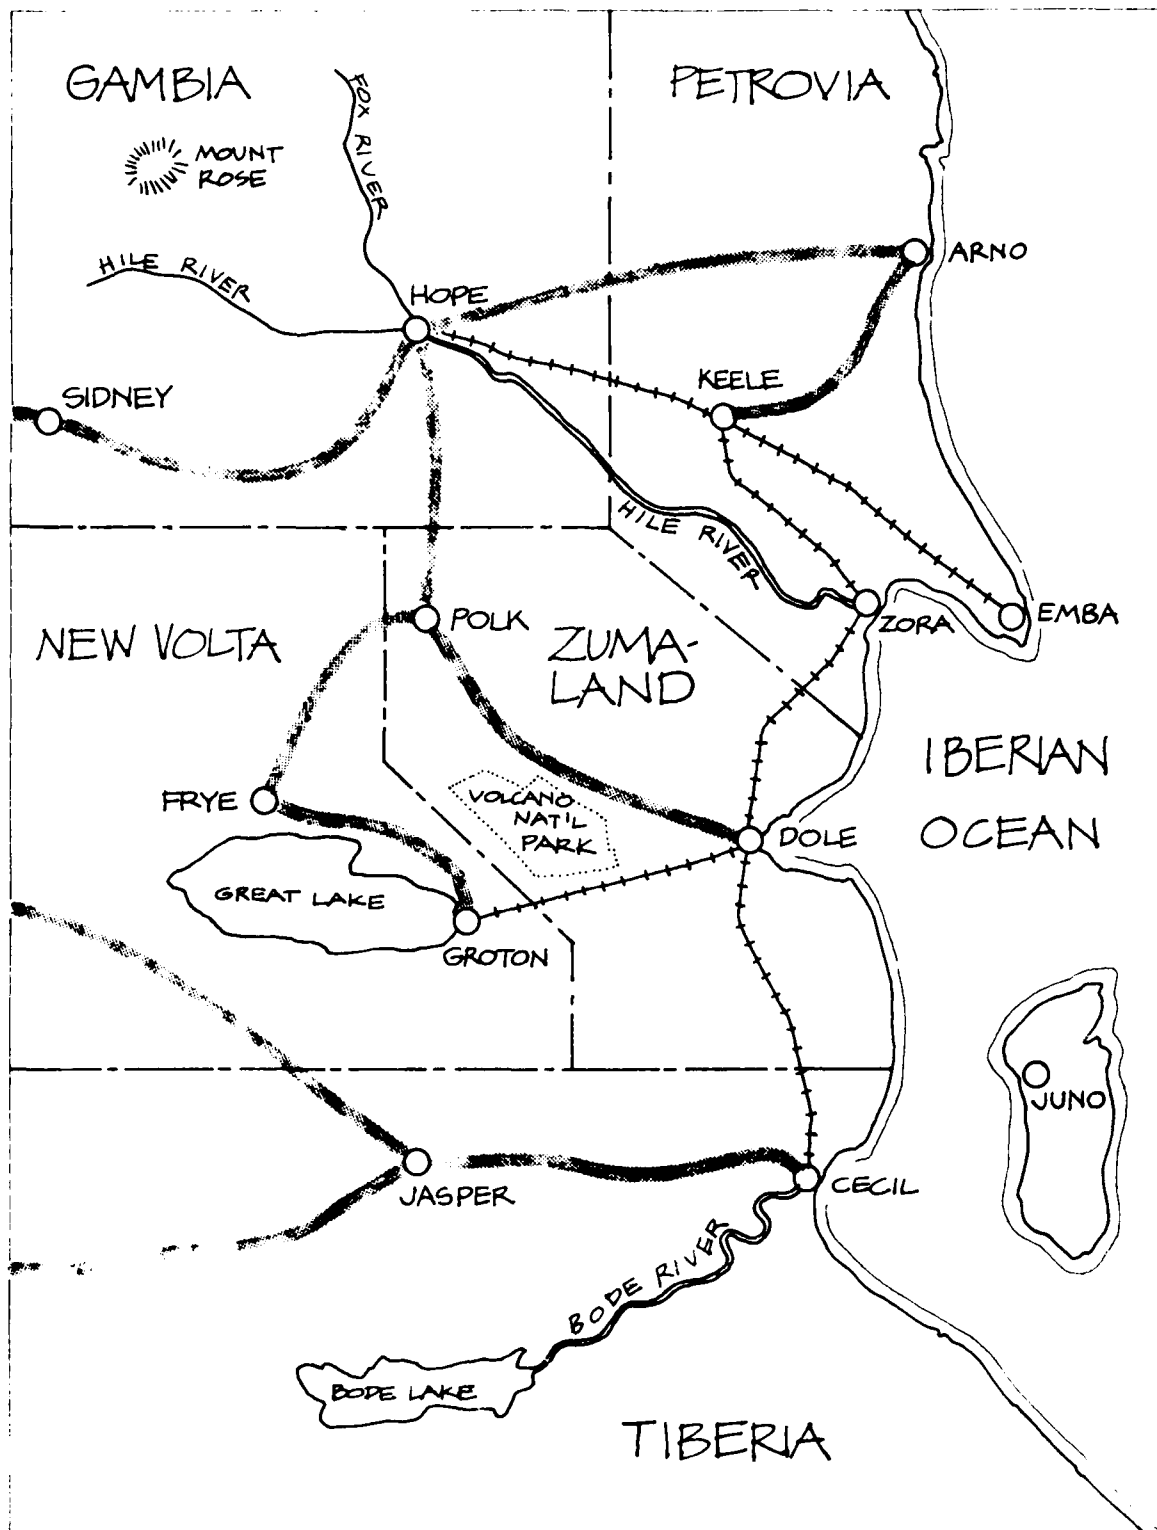 GAMBIA
PETROVIA
FOX RIVER
MOUNT
ROSE
HILE RIVER
ARNO
HOPE
KEELE
SIDNEY
HILE RIVER
NEW VOLTA
POLK
ZUMA-
LAND
ZORA
EMBA
IBERIAN
OCEAN
FRYE
VOLCANO
NAT'L
PARK
DOLE
GREAT LAKE
GROTON
JUNO
JASPER
CECIL
BODE RIVER
BODE LAKE
TIBERIA